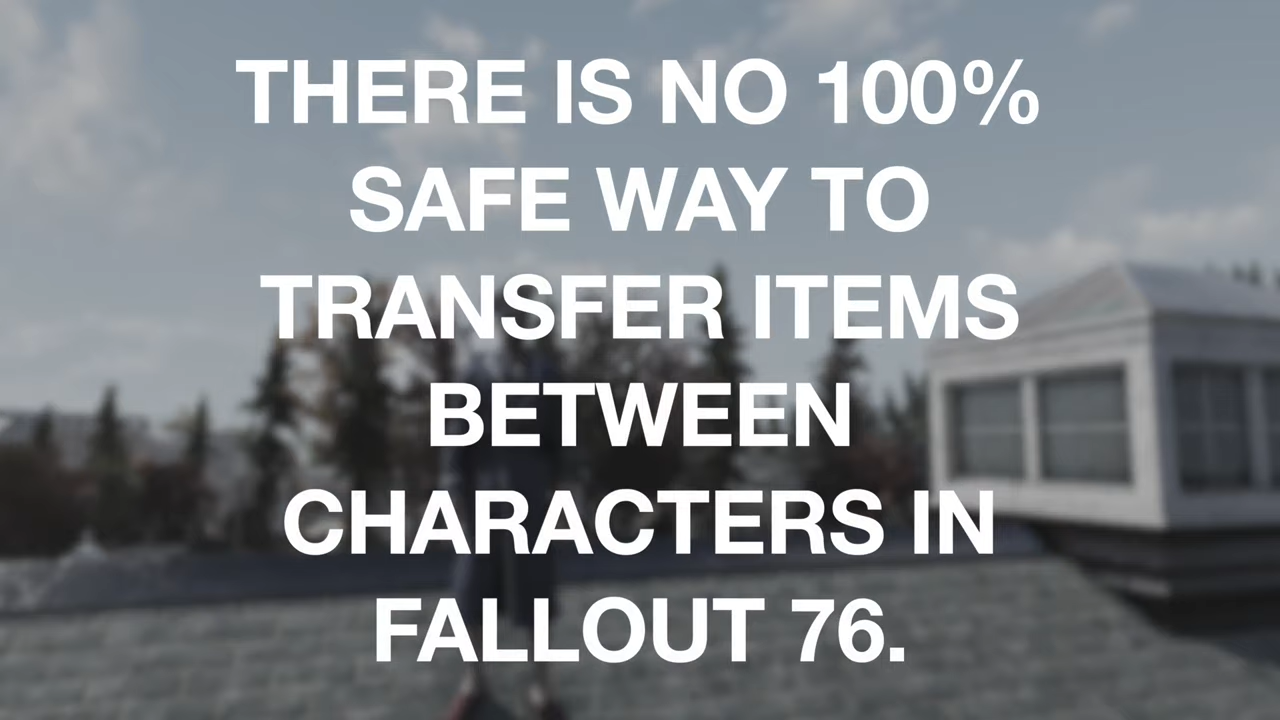 THERE IS NO 100%
SAFE WAY TO
TRANSFER ITEMS
BETWEEN
CHARACTERS IN
FALLOUT 76.